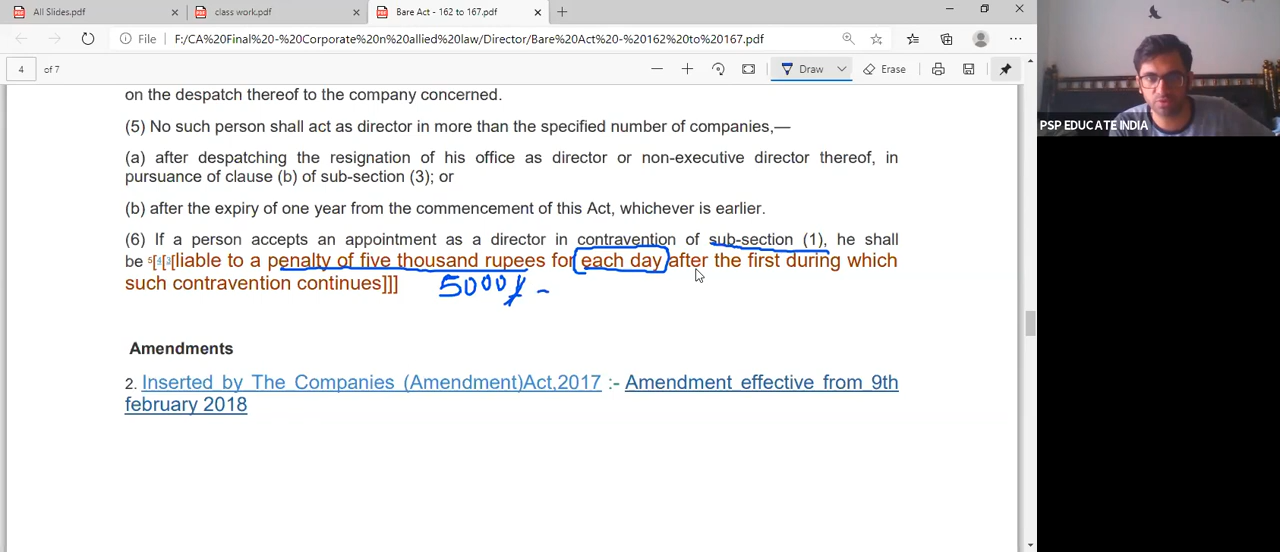 All Slides.pdf
class work.pdf
Bare Act - 162 to 167.pdf
File
F:/CA%20Final%20-%20Corporate%20n%20allied%20law/Director/Bare%20Act%20-%20162%20to%20167.pdf
4 of 7
Draw
Erase
on the despatch thereof to the company concerned.
(5) No such person shall act as director in more than the specified number of companies,—
(a) after despatching the resignation of his office as director or non-executive director thereof, in
pursuance of clause (b) of sub-section (3); or
(b) after the expiry of one year from the commencement of this Act, whichever is earlier.
(6) If a person accepts an appointment as a director in contravention of sub-section (1), he shall
be 5[4[3[liable to a penalty of five thousand rupees for each day after the first during which
such contravention continues]]]
5000/-
Amendments
2. Inserted by The Companies (Amendment)Act,2017 :- Amendment effective from 9th
february 2018
PSP EDUCATE INDIA